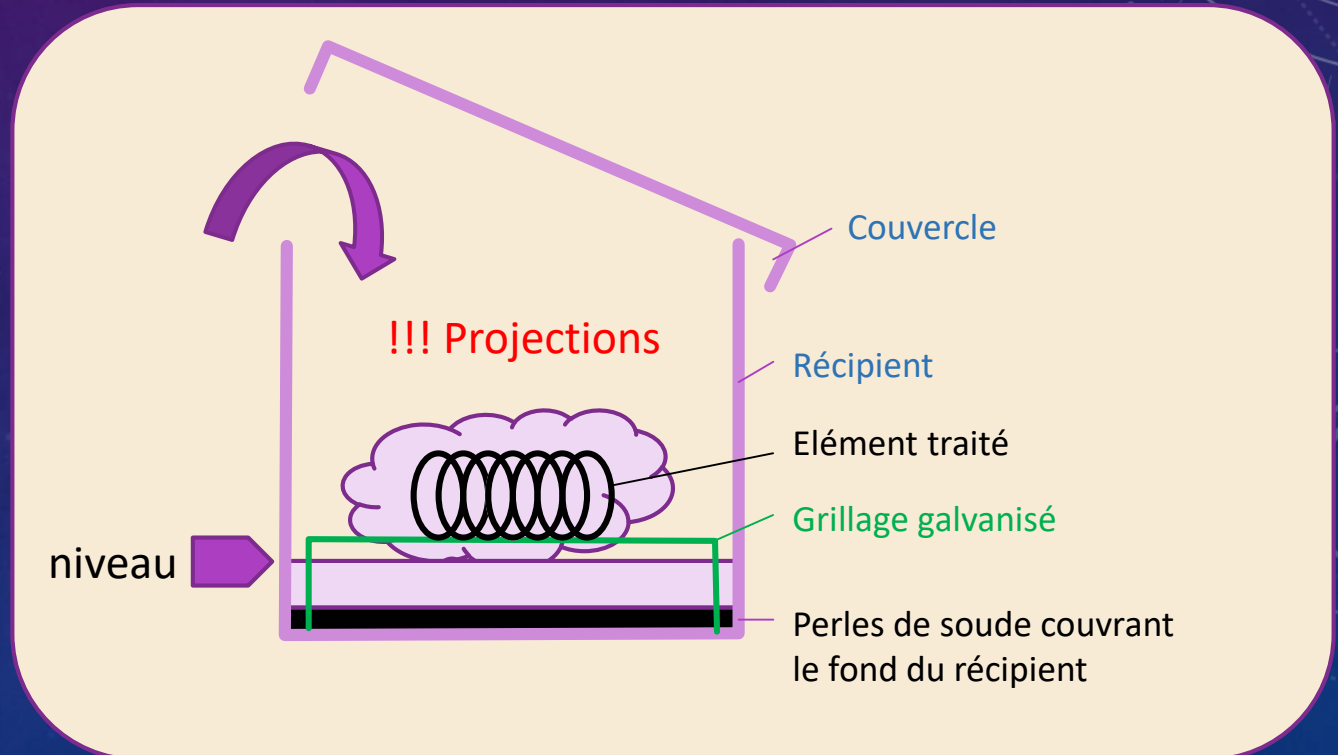 Couvercle
!!! Projections
Récipient
Elément traité
Grillage galvanisé
niveau
Perles de soude couvrant
le fond du récipient